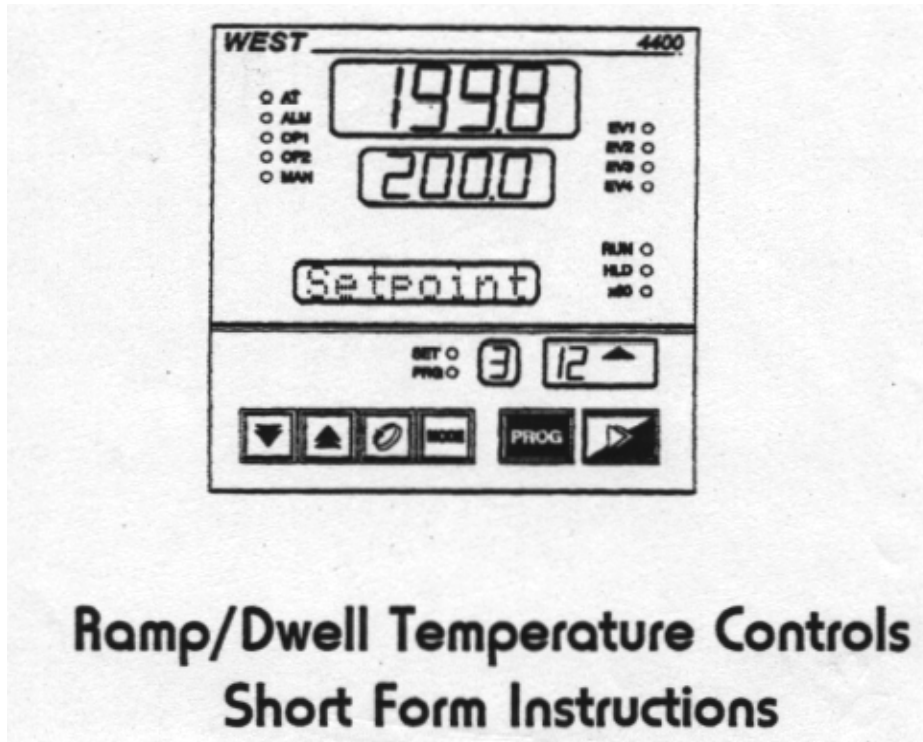 WEST 4400
199.8
AT
ALM
OP1
OP2
MAN
200.0
EV1
EV2
EV3
EV4
RUN
HLD
x60
Setpoint
SET
PRG
3
12
MODE
PROG
Ramp/Dwell Temperature Controls
Short Form Instructions